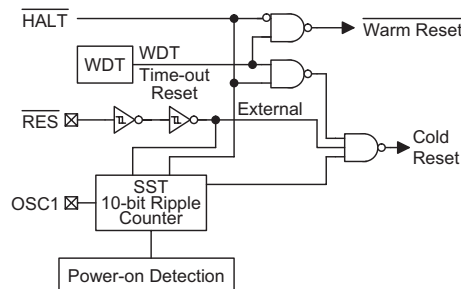 HALT
Warm Reset
WDT
WDT
Time-out
Reset
RES
External
Cold
Reset
OSC1
SST
10-bit Ripple
Counter
Power-on Detection